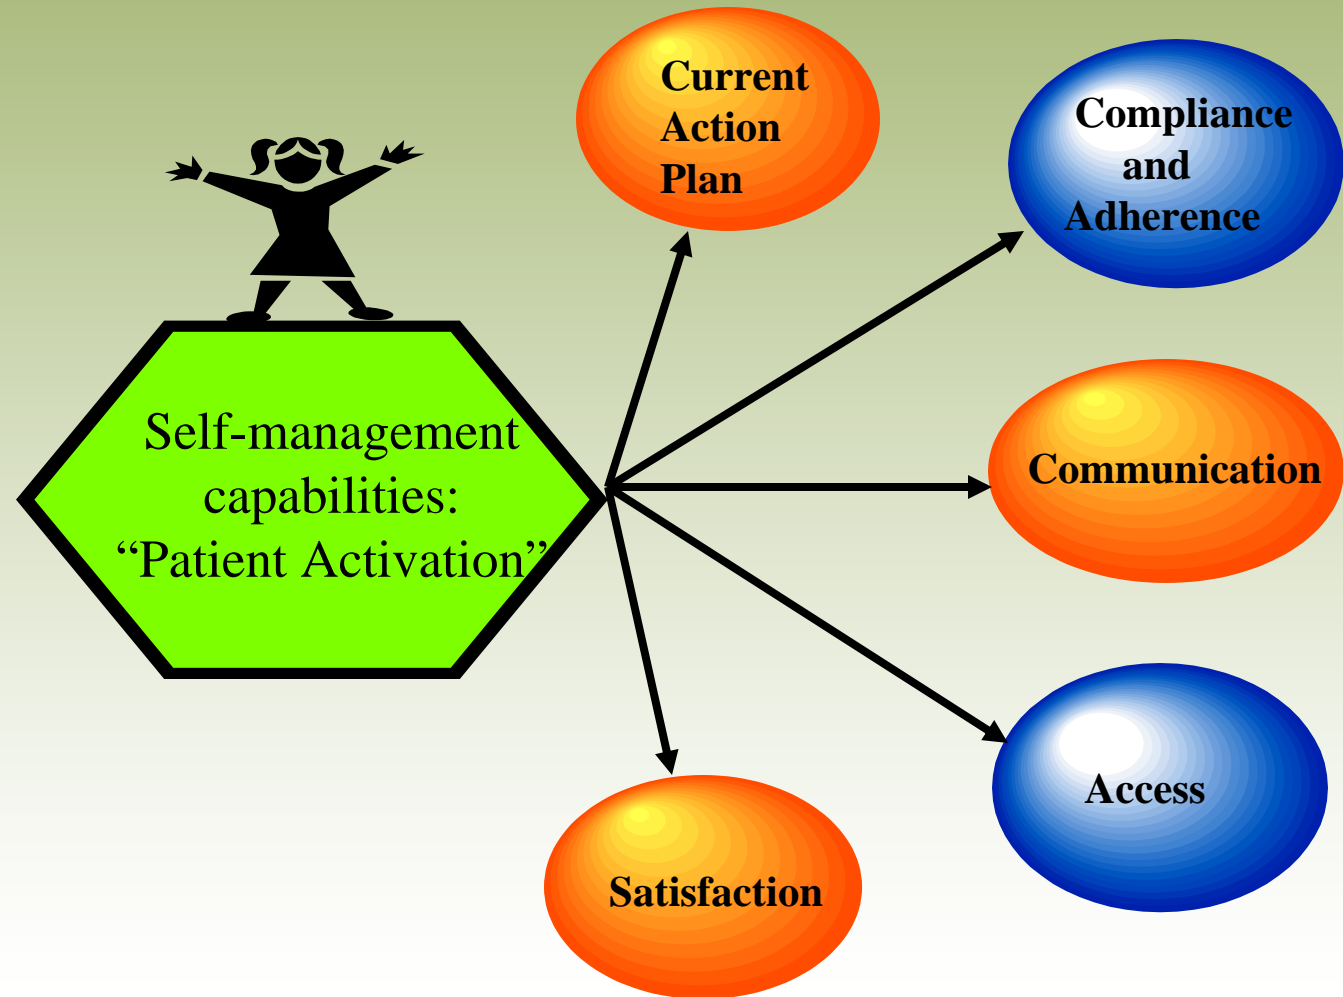 Current
Action
Plan
Compliance
and
Adherence
Self-management
capabilities:
“Patient Activation”
Communication
Access
Satisfaction